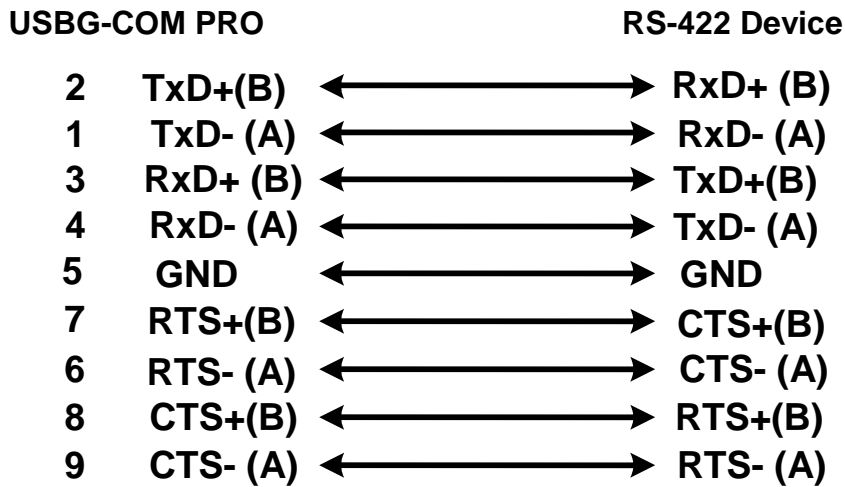 USBG-COM PRO RS-422 Device
2 TxD+(B) RxD+ (B)
1 TxD- (A) RxD- (A)
3 RxD+ (B) TxD+(B)
4 RxD- (A) TxD- (A)
5 GND GND
7 RTS+(B) CTS+(B)
6 RTS- (A) CTS- (A)
8 CTS+(B) RTS+(B)
9 CTS- (A) RTS- (A)